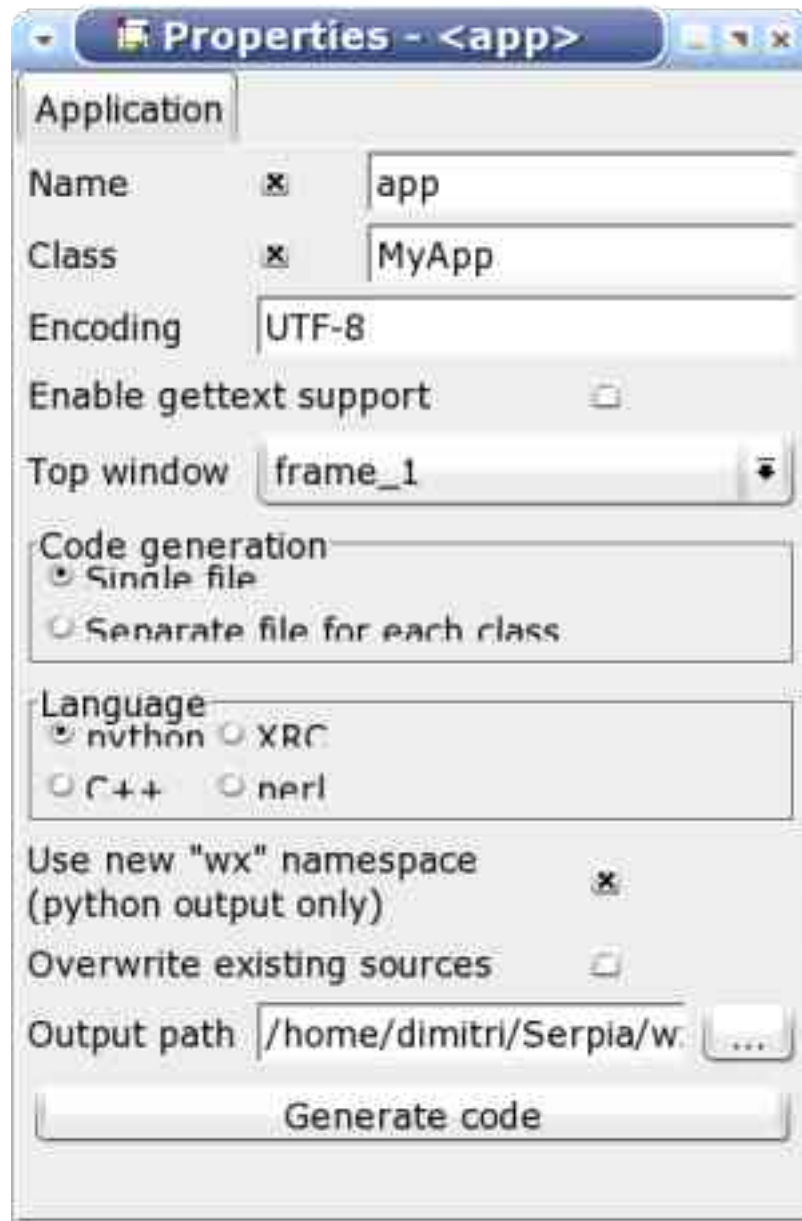 Properties - <app>
Application
Name app
Class MyApp
Encoding UTF-8
Enable gettext support
Top window frame_1
Code generation
Single file
Separate file for each class
Language
python XRC
C++ perl
Use new "wx" namespace
(python output only)
Overwrite existing sources
Output path /home/dimitri/Serpia/w ...
Generate code